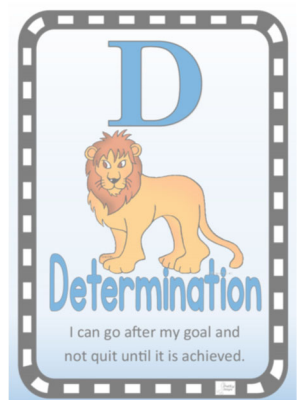 D
Determination
I can go after my goal and
not quit until it is achieved.